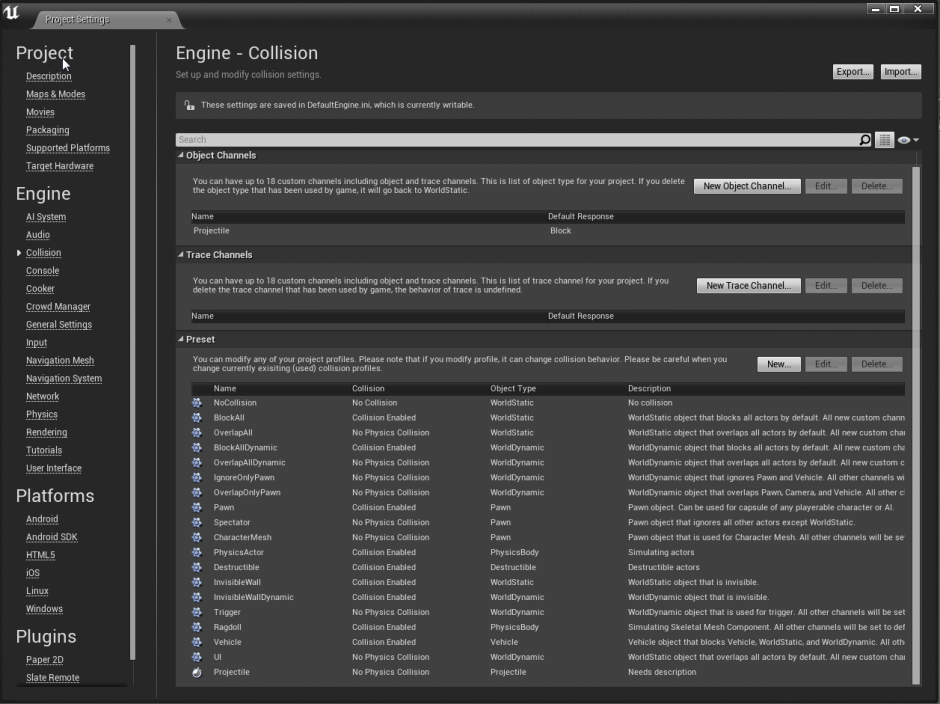 Project Settings
Project
Description
Maps & Modes
Movies
Packaging
Supported Platforms
Target Hardware
Engine
AI System
Audio
Collision
Console
Cooker
Crowd Manager
General Settings
Input
Navigation Mesh
Navigation System
Network
Physics
Rendering
Tutorials
User Interface
Platforms
Android
Android SDK
HTML5
iOS
Linux
Windows
Plugins
Paper 2D
Slate Remote
Engine - Collision
Set up and modify collision settings.
Export...
Import...
These settings are saved in DefaultEngine.ini, which is currently writable.
Search
Object Channels
You can have up to 18 custom channels including object and trace channels. This is list of object type for your project. If you delete
the object type that has been used by game, it will go back to WorldStatic.
New Object Channel... Edit... Delete...
Name Default Response
Projectile Block
Trace Channels
You can have up to 18 custom channels including object and trace channels. This is list of trace channel for your project. If you
delete the trace channel that has been used by game, the behavior of trace is undefined.
New Trace Channel... Edit... Delete...
Name Default Response
Preset
You can modify any of your project profiles. Please note that if you modify profile, it can change collision behavior. Please be careful when you
change currently exisiting (used) collision profiles.
New... Edit... Delete...
Name Collision Object Type Description
NoCollision No Collision WorldStatic No collision
BlockAll Collision Enabled WorldStatic WorldStatic object that blocks all actors by default. All new custom chann
OverlapAll No Physics Collision WorldStatic WorldStatic object that overlaps all actors by default. All new custom chan
BlockAllDynamic Collision Enabled WorldDynamic WorldDynamic object that blocks all actors by default. All new custom cha
OverlapAllDynamic No Physics Collision WorldDynamic WorldDynamic object that overlaps all actors by default. All new custom c
IgnoreOnlyPawn No Physics Collision WorldDynamic WorldDynamic object that ignores Pawn and Vehicle. All other channels wi
OverlapOnlyPawn No Physics Collision WorldDynamic WorldDynamic object that overlaps Pawn, Camera, and Vehicle. All other cl
Pawn Collision Enabled Pawn Pawn object. Can be used for capsule of any playerable character or AI.
Spectator No Physics Collision Pawn Pawn object that ignores all other actors except WorldStatic.
CharacterMesh No Physics Collision Pawn Pawn object that is used for Character Mesh. All other channels will be se
PhysicsActor Collision Enabled PhysicsBody Simulating actors
Destructible Collision Enabled Destructible Destructible actors
InvisibleWall Collision Enabled WorldStatic WorldStatic object that is invisible.
InvisibleWallDynamic Collision Enabled WorldDynamic WorldDynamic object that is invisible.
Trigger No Physics Collision WorldDynamic WorldDynamic object that is used for trigger. All other channels will be set
Ragdoll Collision Enabled PhysicsBody Simulating Skeletal Mesh Component. All other channels will be set to def
Vehicle Collision Enabled Vehicle Vehicle object that blocks Vehicle, WorldStatic, and WorldDynamic. All oth
UI No Physics Collision WorldDynamic WorldStatic object that overlaps all actors by default. All new custom chan
Projectile No Physics Collision Projectile Needs description